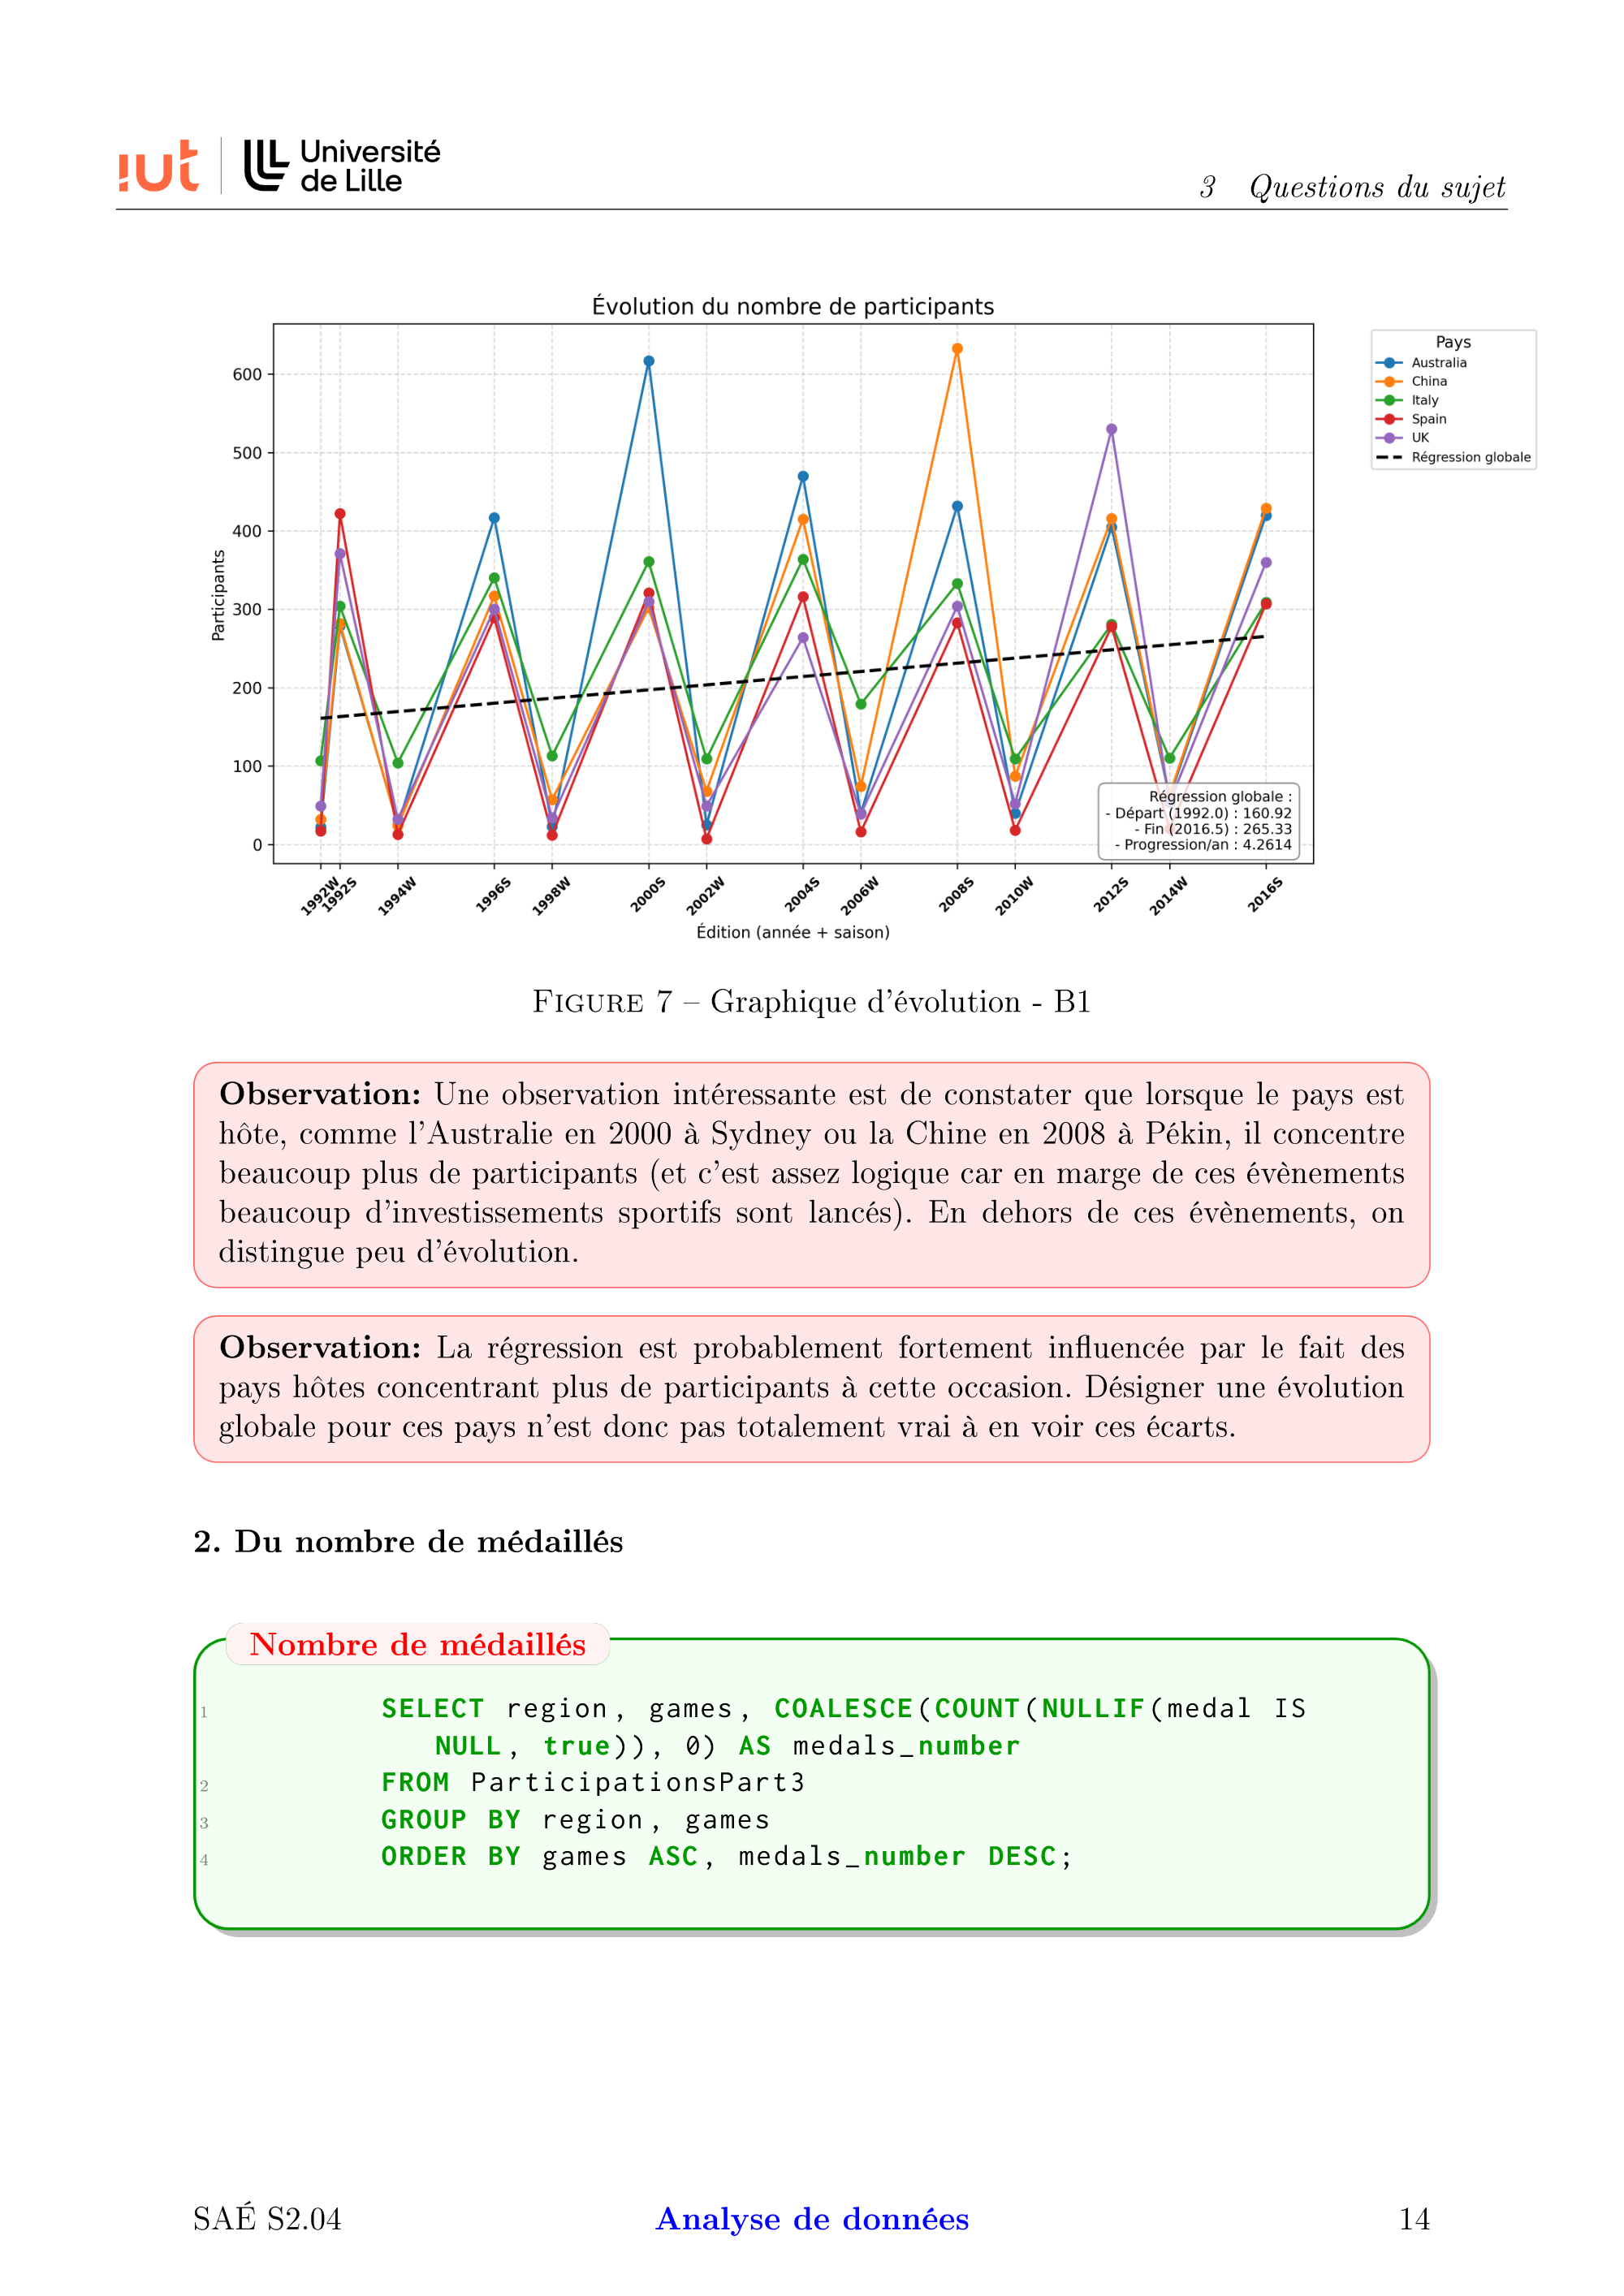 iut
Université
de Lille
3 Questions du sujet
Évolution du nombre de participants
Participants
600
500
400
300
200
100
0
Pays
Australia
China
Italy
Spain
UK
Régression globale
Régression globale :
- Départ (1992.0) : 160.92
- Fin (2016.5) : 265.33
- Progression/an : 4.2614
1992W 1992S 1994W 1996S 1998W 2000S 2002W 2004S 2006W 2008S 2010W 2012S 2014W 2016S
Édition (année + saison)
Figure 7 – Graphique d'évolution - B1
Observation: Une observation intéressante est de constater que lorsque le pays est
hôte, comme l'Australie en 2000 à Sydney ou la Chine en 2008 à Pékin, il concentre
beaucoup plus de participants (et c'est assez logique car en marge de ces évènements
beaucoup d'investissements sportifs sont lancés). En dehors de ces évènements, on
distingue peu d'évolution.
Observation: La régression est probablement fortement influencée par le fait des
pays hôtes concentrant plus de participants à cette occasion. Désigner une évolution
globale pour ces pays n'est donc pas totalement vrai à en voir ces écarts.
2. Du nombre de médaillés
Nombre de médaillés
1 SELECT region, games, COALESCE(COUNT(NULLIF(medal IS
NULL, true)), 0) AS medals_number
2 FROM ParticipationsPart3
3 GROUP BY region, games
4 ORDER BY games ASC, medals_number DESC;
SAÉ S2.04 Analyse de données 14